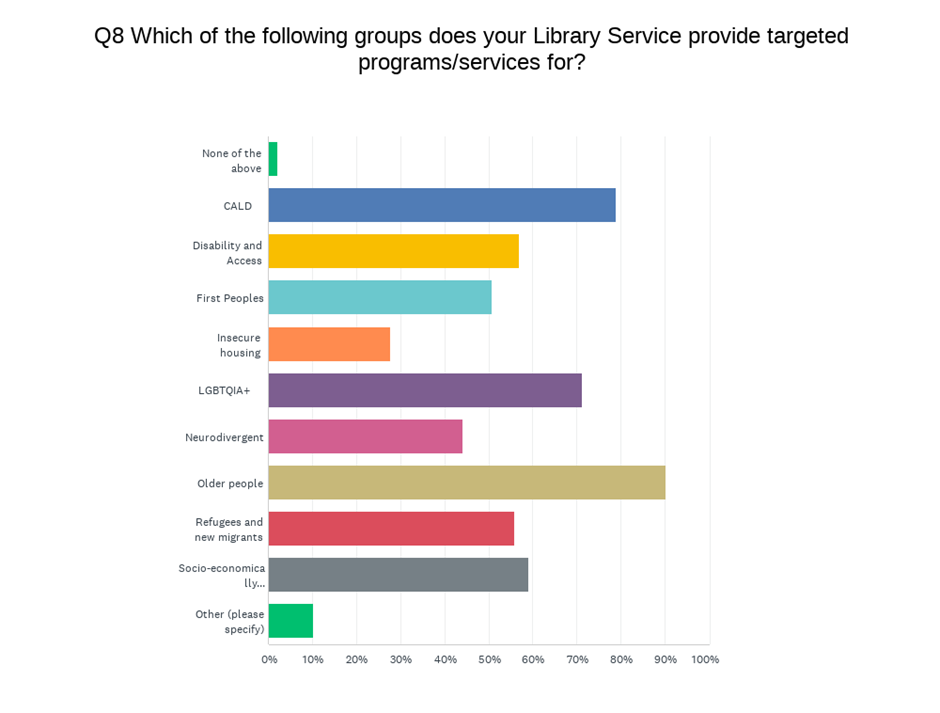 Q8 Which of the following groups does your Library Service provide targeted
programs/services for?
None of the
above
CALD
Disability and
Access
First Peoples
Insecure
housing
LGBTQIA+
Neurodivergent
Older people
Refugees and
new migrants
Socio-economica
lly...
Other (please
specify)
0% 10% 20% 30% 40% 50% 60% 70% 80% 90% 100%